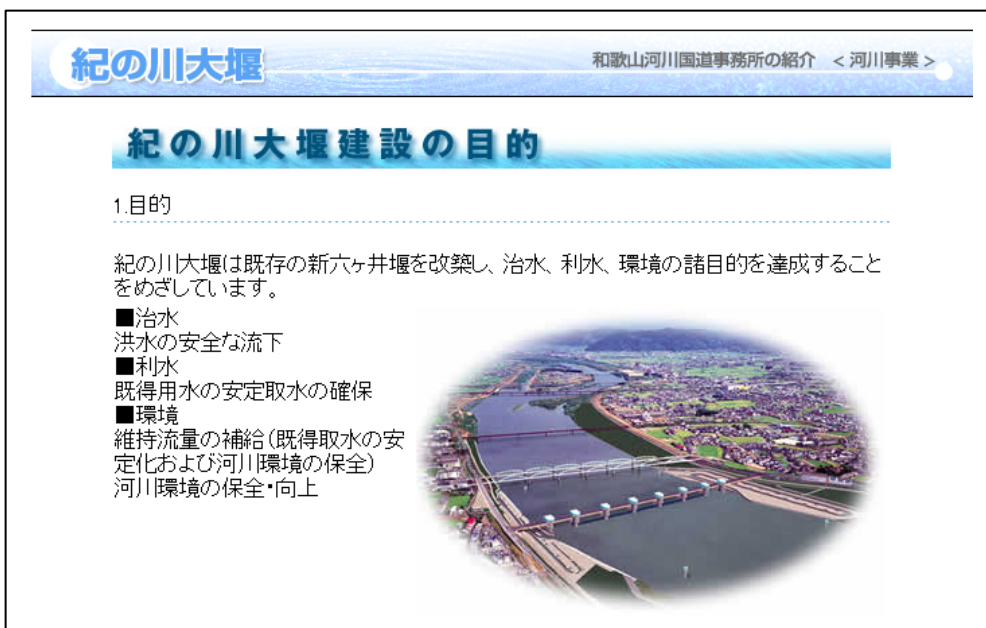 紀の川大堰
和歌山河川国道事務所の紹介 <河川事業>
紀の川大堰建設の目的
1.目的
紀の川大堰は既存の新六ヶ井堰を改築し、治水、利水、環境の諸目的を達成すること
をめざしています。
■治水
洪水の安全な流下
■利水
既得用水の安定取水の確保
■環境
維持流量の補給(既得取水の安
定化および河川環境の保全)
河川環境の保全・向上